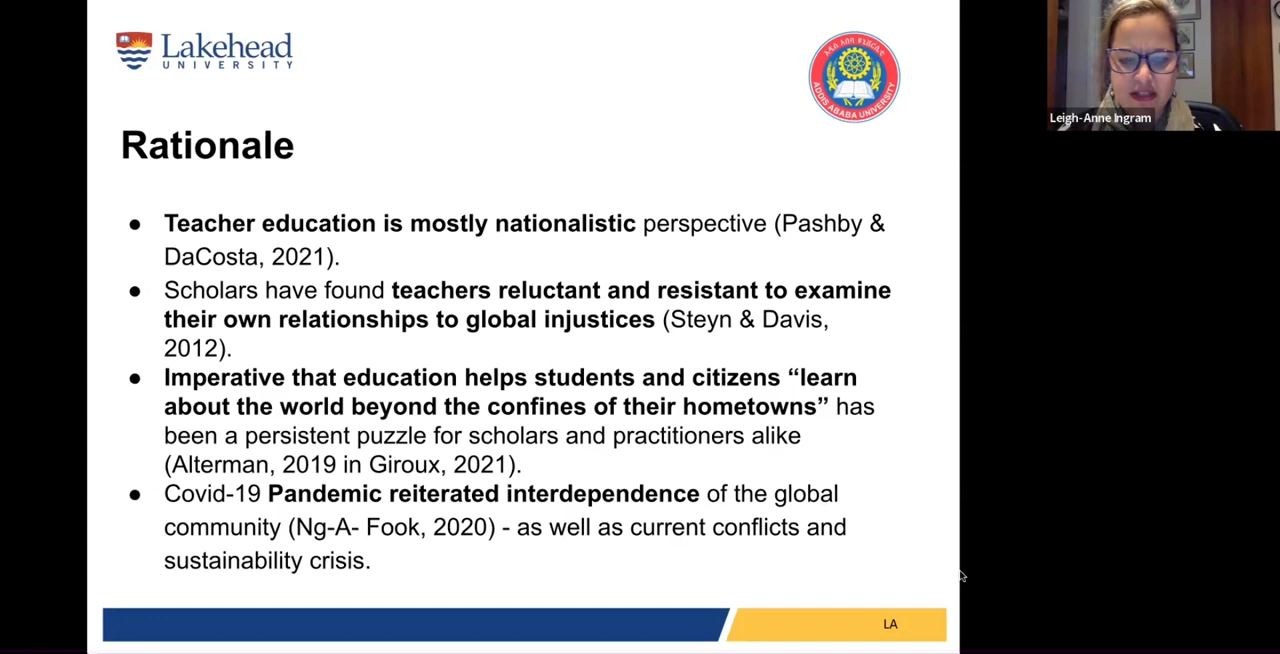 Lakehead
UNIVERSITY
ADDIS ABABA UNIVERSITY
Leigh-Anne Ingram
Rationale
● Teacher education is mostly nationalistic perspective (Pashby &
DaCosta, 2021).
● Scholars have found teachers reluctant and resistant to examine
their own relationships to global injustices (Steyn & Davis,
2012).
● Imperative that education helps students and citizens “learn
about the world beyond the confines of their hometowns” has
been a persistent puzzle for scholars and practitioners alike
(Alterman, 2019 in Giroux, 2021).
● Covid-19 Pandemic reiterated interdependence of the global
community (Ng-A- Fook, 2020) - as well as current conflicts and
sustainability crisis.
LA